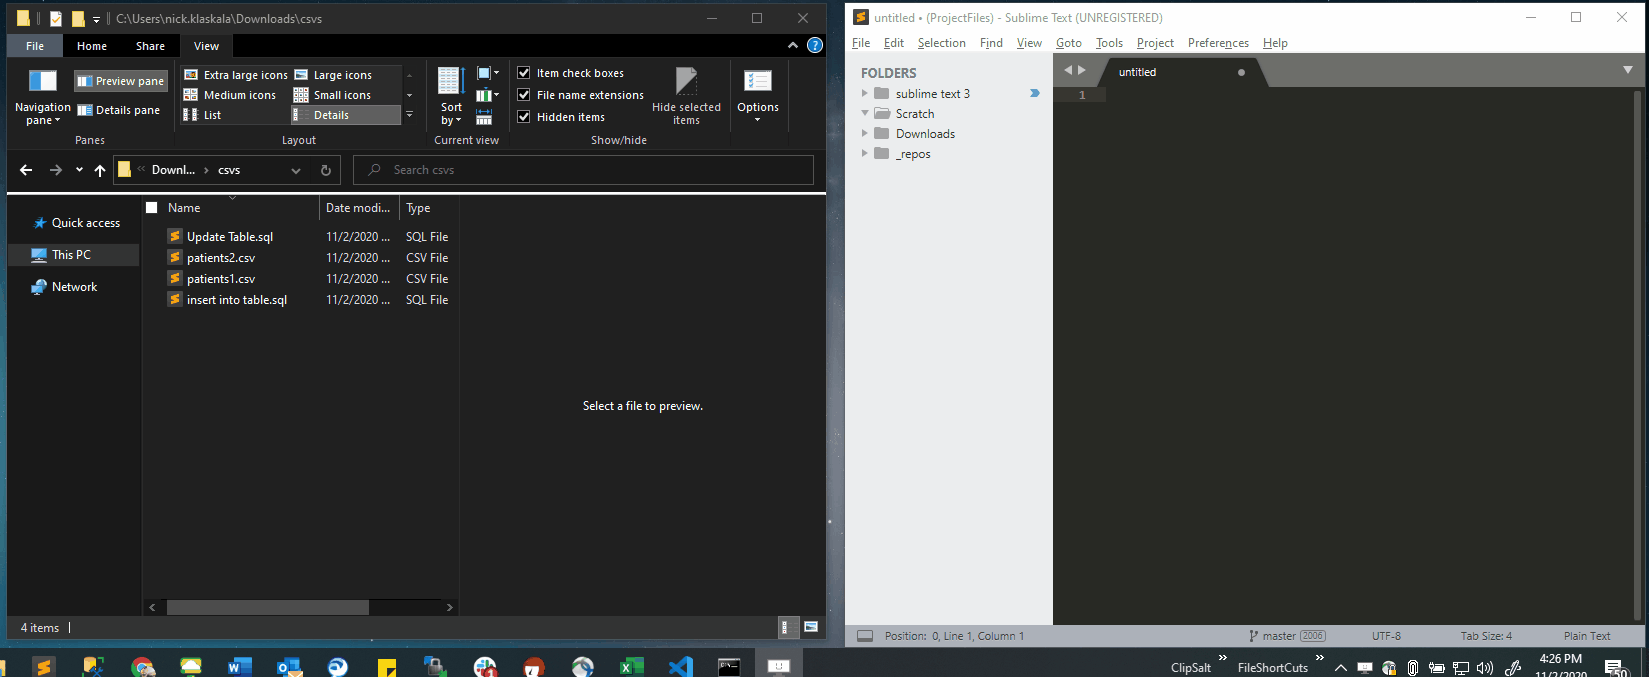 C:\Users\nick.klaskala\Downloads\csvs
File Home Share View
Navigation pane
Preview pane
Details pane
Panes
Extra large icons Large icons
Medium icons Small icons
List Details
Layout
Sort by
Current view
Item check boxes
File name extensions
Hidden items
Hide selected items
Show/hide
Options
Downl... csvs
Search csvs
Quick access
This PC
Network
Name Date modi... Type
Update Table.sql 11/2/2020 ... SQL File
patients2.csv 11/2/2020 ... CSV File
patients1.csv 11/2/2020 ... CSV File
insert into table.sql 11/2/2020 ... SQL File
Select a file to preview.
4 items
untitled • (ProjectFiles) - Sublime Text (UNREGISTERED)
File Edit Selection Find View Goto Tools Project Preferences Help
FOLDERS
sublime text 3
Scratch
Downloads
_repos
untitled
1
Position: 0, Line 1, Column 1 master 2006 UTF-8 Tab Size: 4 Plain Text
ClipSalt » FileShortCuts »
4:26 PM
11/2/2020
50